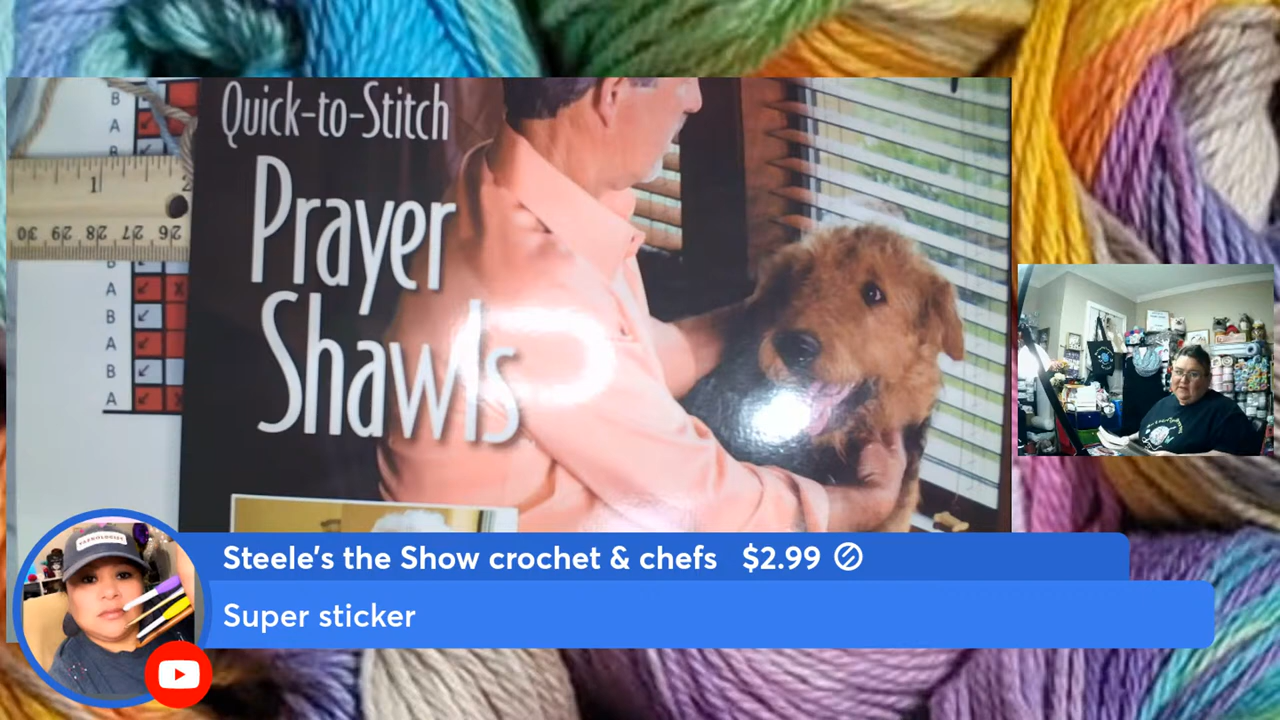 Quick-to-Stitch
Prayer
Shawls
B
A
B
1 2
30 29 28 27 26
B
A
B
A
B
A
Steele's the Show crochet & chefs $2.99
Super sticker